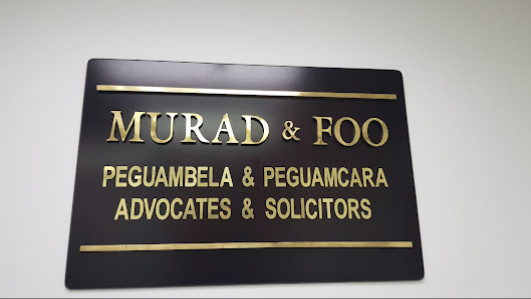 MURAD & FOO
PEGUAMBELA & PEGUAMCARA
ADVOCATES & SOLICITORS